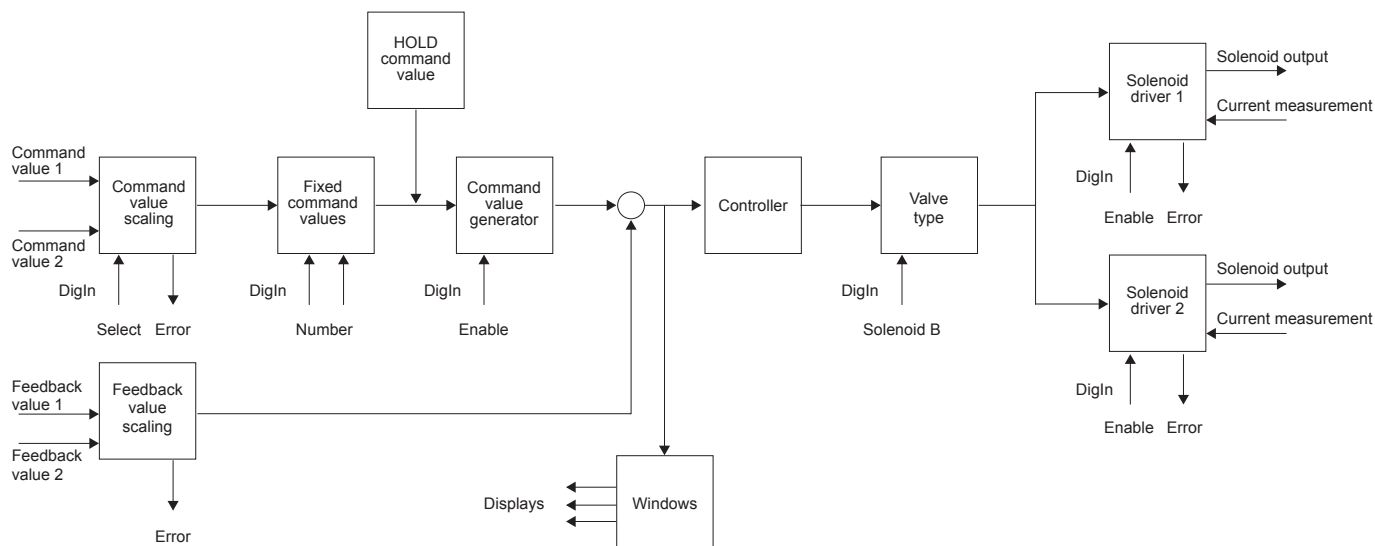 HOLD
command
value
Solenoid
driver 1
Solenoid output
Current measurement
DigIn
Enable
Error
Command
value 1
Command
value 2
Command
value
scaling
DigIn
Select
Error
Fixed
command
values
DigIn
Number
Command
value
generator
DigIn
Enable
Controller
Valve
type
DigIn
Solenoid B
Solenoid
driver 2
Solenoid output
Current measurement
DigIn
Enable
Error
Feedback
value 1
Feedback
value 2
Feedback
value
scaling
Error
Displays
Windows